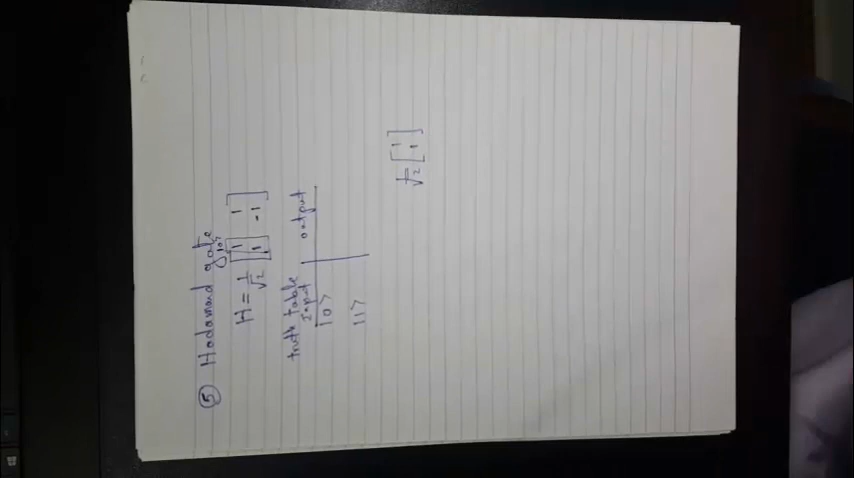 ⑤ Hadamard gate
|0>
H = 1/√2 [1 1
1 -1]
truth table
Input output
|0>
|1>
1/√2 [1
1]